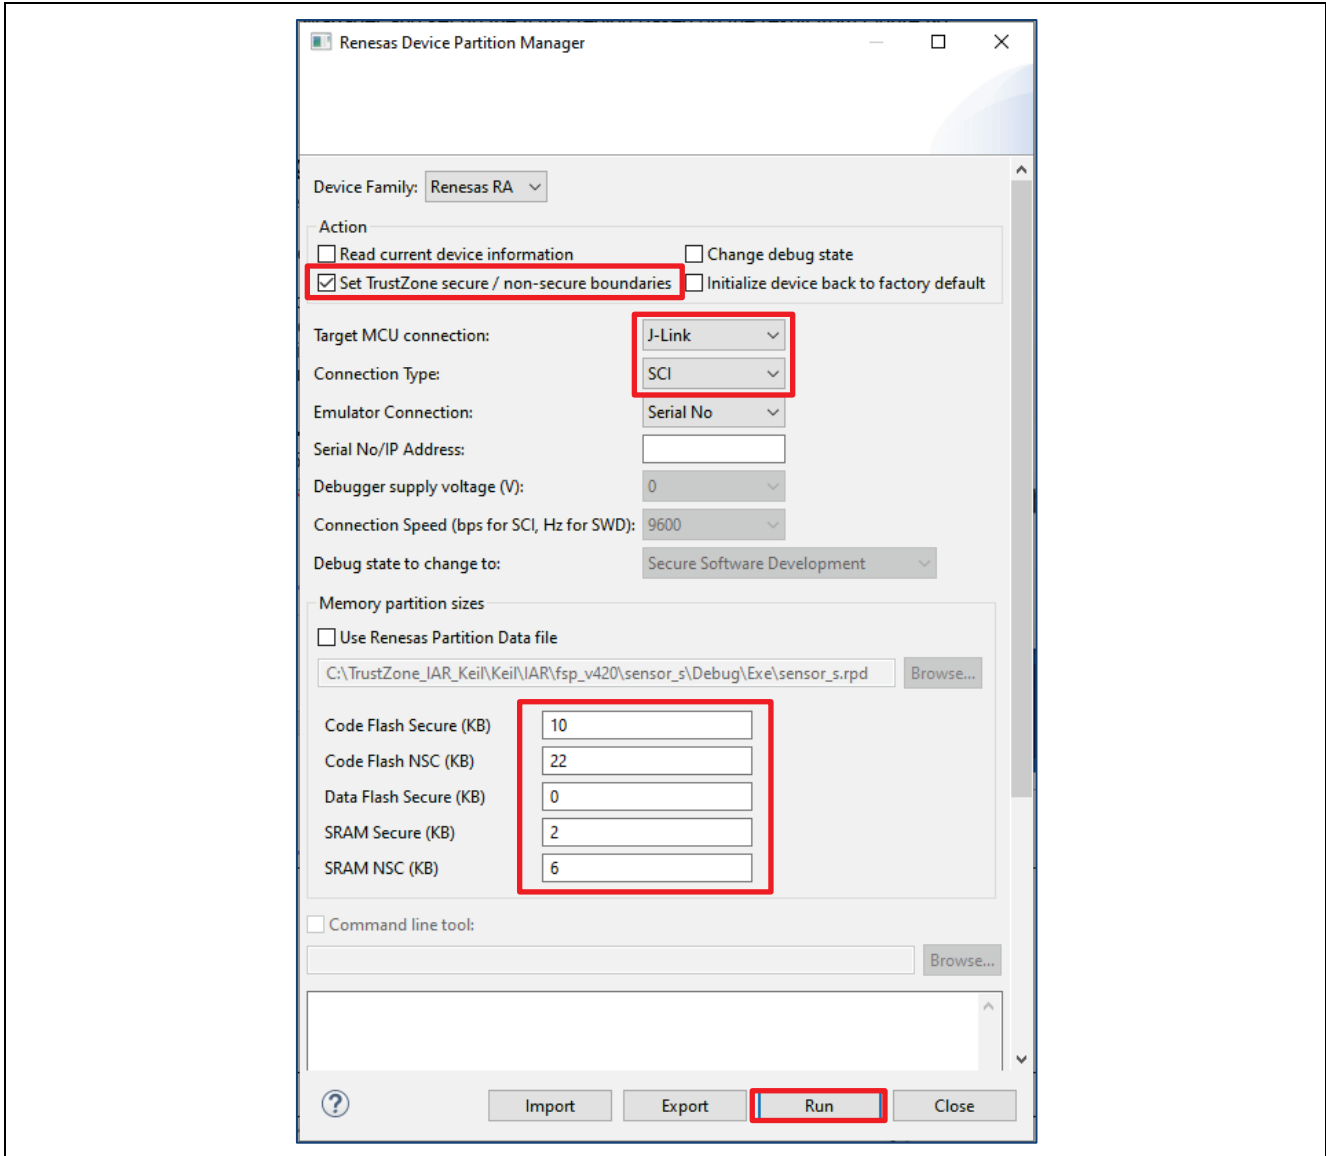 Renesas Device Partition Manager
Device Family: Renesas RA
Action
Read current device information Change debug state
Set TrustZone secure / non-secure boundaries Initialize device back to factory default
Target MCU connection: J-Link
Connection Type: SCI
Emulator Connection: Serial No
Serial No/IP Address:
Debugger supply voltage (V): 0
Connection Speed (bps for SCI, Hz for SWD): 9600
Debug state to change to: Secure Software Development
Memory partition sizes
Use Renesas Partition Data file
C:\TrustZone_IAR_Keil\Keil\IAR\fsp_v420\sensor_s\Debug\Exe\sensor_s.rpd Browse...
Code Flash Secure (KB) 10
Code Flash NSC (KB) 22
Data Flash Secure (KB) 0
SRAM Secure (KB) 2
SRAM NSC (KB) 6
Command line tool:
Browse...
? Import Export Run Close